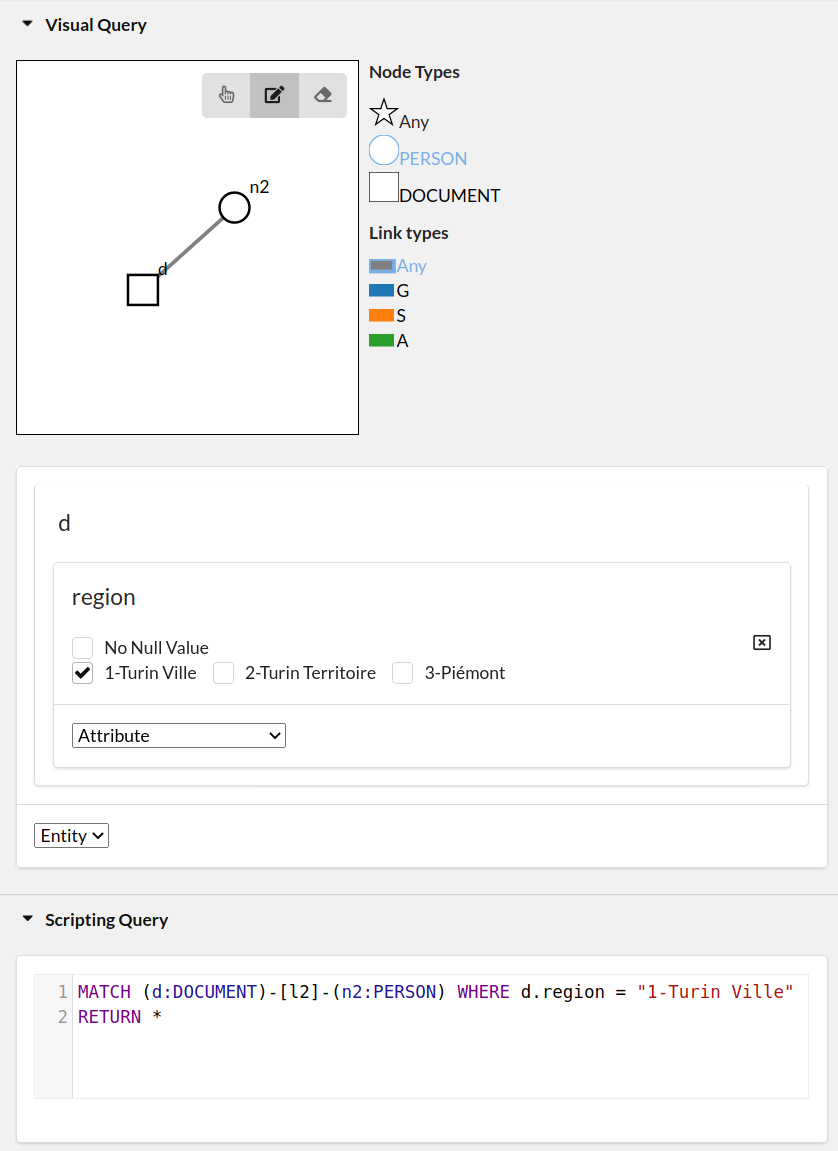 Visual Query
Node Types
Any
PERSON
DOCUMENT
Link types
Any
G
S
A
n2
d
d
region
No Null Value
1-Turin Ville 2-Turin Territoire 3-Piémont
Attribute
Entity
Scripting Query
1 MATCH (d:DOCUMENT)-[l2]-(n2:PERSON) WHERE d.region = "1-Turin Ville"
2 RETURN *